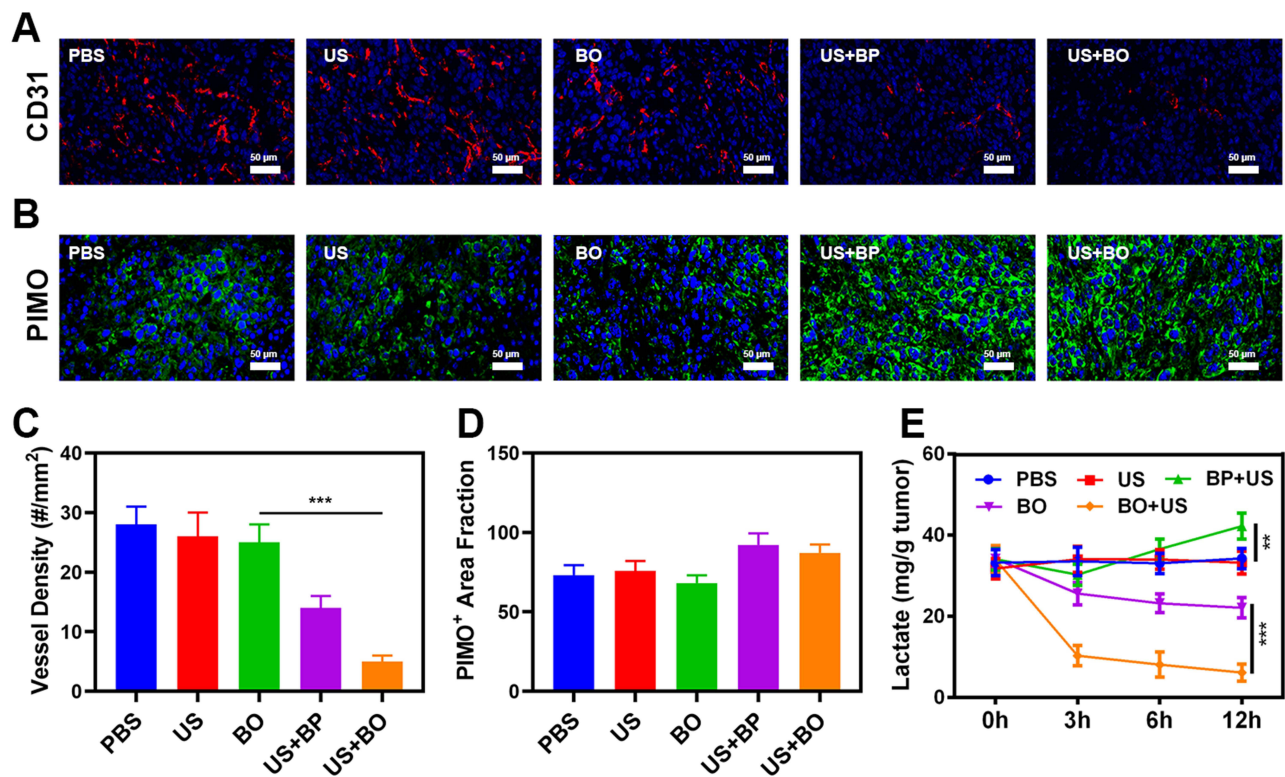 A
CD31
PBS
US
BO
US+BP
US+BO
50 µm
50 µm
50 µm
50 µm
50 µm
B
PIMO
PBS
US
BO
US+BP
US+BO
50 µm
50 µm
50 µm
50 µm
50 µm
C
Vessel Density (#/mm²)
40
30
20
10
0
***
PBS
US
BO
US+BP
US+BO
D
PIMO⁺ Area Fraction
150
100
50
0
PBS
US
BO
US+BP
US+BO
E
Lactate (mg/g tumor)
60
40
20
0
PBS US BP+US
BO BO+US
**
***
0h 3h 6h 12h